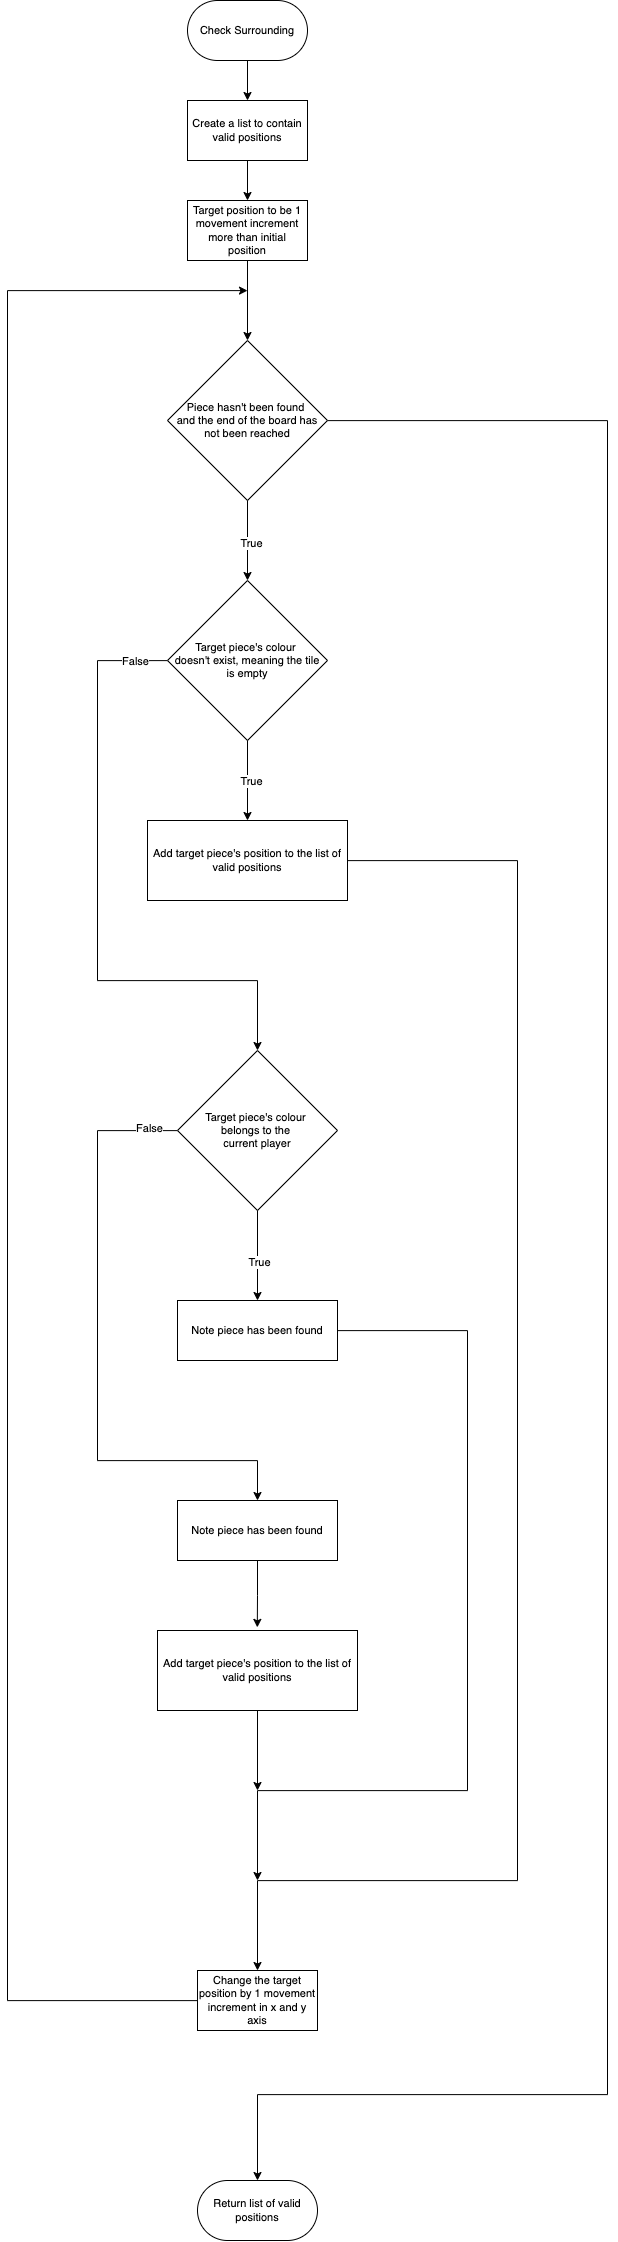 Check Surrounding
Create a list to contain
valid positions
Target position to be 1
movement increment
more than initial
position
Piece hasn't been found
and the end of the board has
not been reached
True
Target piece's colour
doesn't exist, meaning the tile
is empty
False
True
Add target piece's position to the list of
valid positions
Target piece's colour
belongs to the
current player
False
True
Note piece has been found
Note piece has been found
Add target piece's position to the list of
valid positions
Change the target
position by 1 movement
increment in x and y
axis
Return list of valid
positions